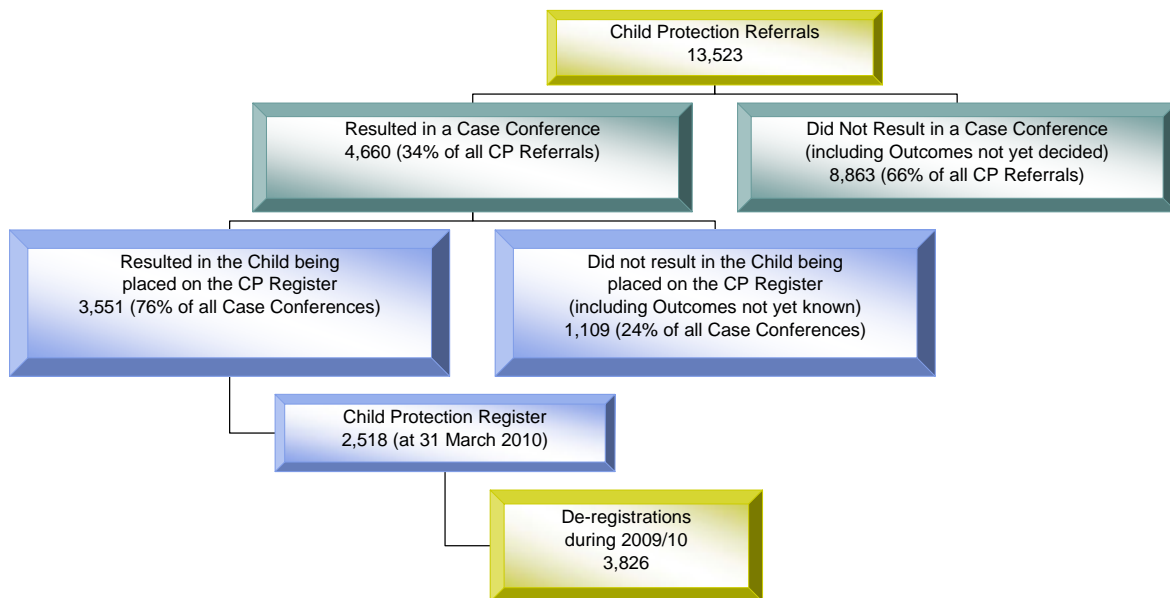 Child Protection Referrals
13,523
Resulted in a Case Conference
4,660 (34% of all CP Referrals)
Did Not Result in a Case Conference
(including Outcomes not yet decided)
8,863 (66% of all CP Referrals)
Resulted in the Child being
placed on the CP Register
3,551 (76% of all Case Conferences)
Did not result in the Child being
placed on the CP Register
(including Outcomes not yet known)
1,109 (24% of all Case Conferences)
Child Protection Register
2,518 (at 31 March 2010)
De-registrations
during 2009/10
3,826